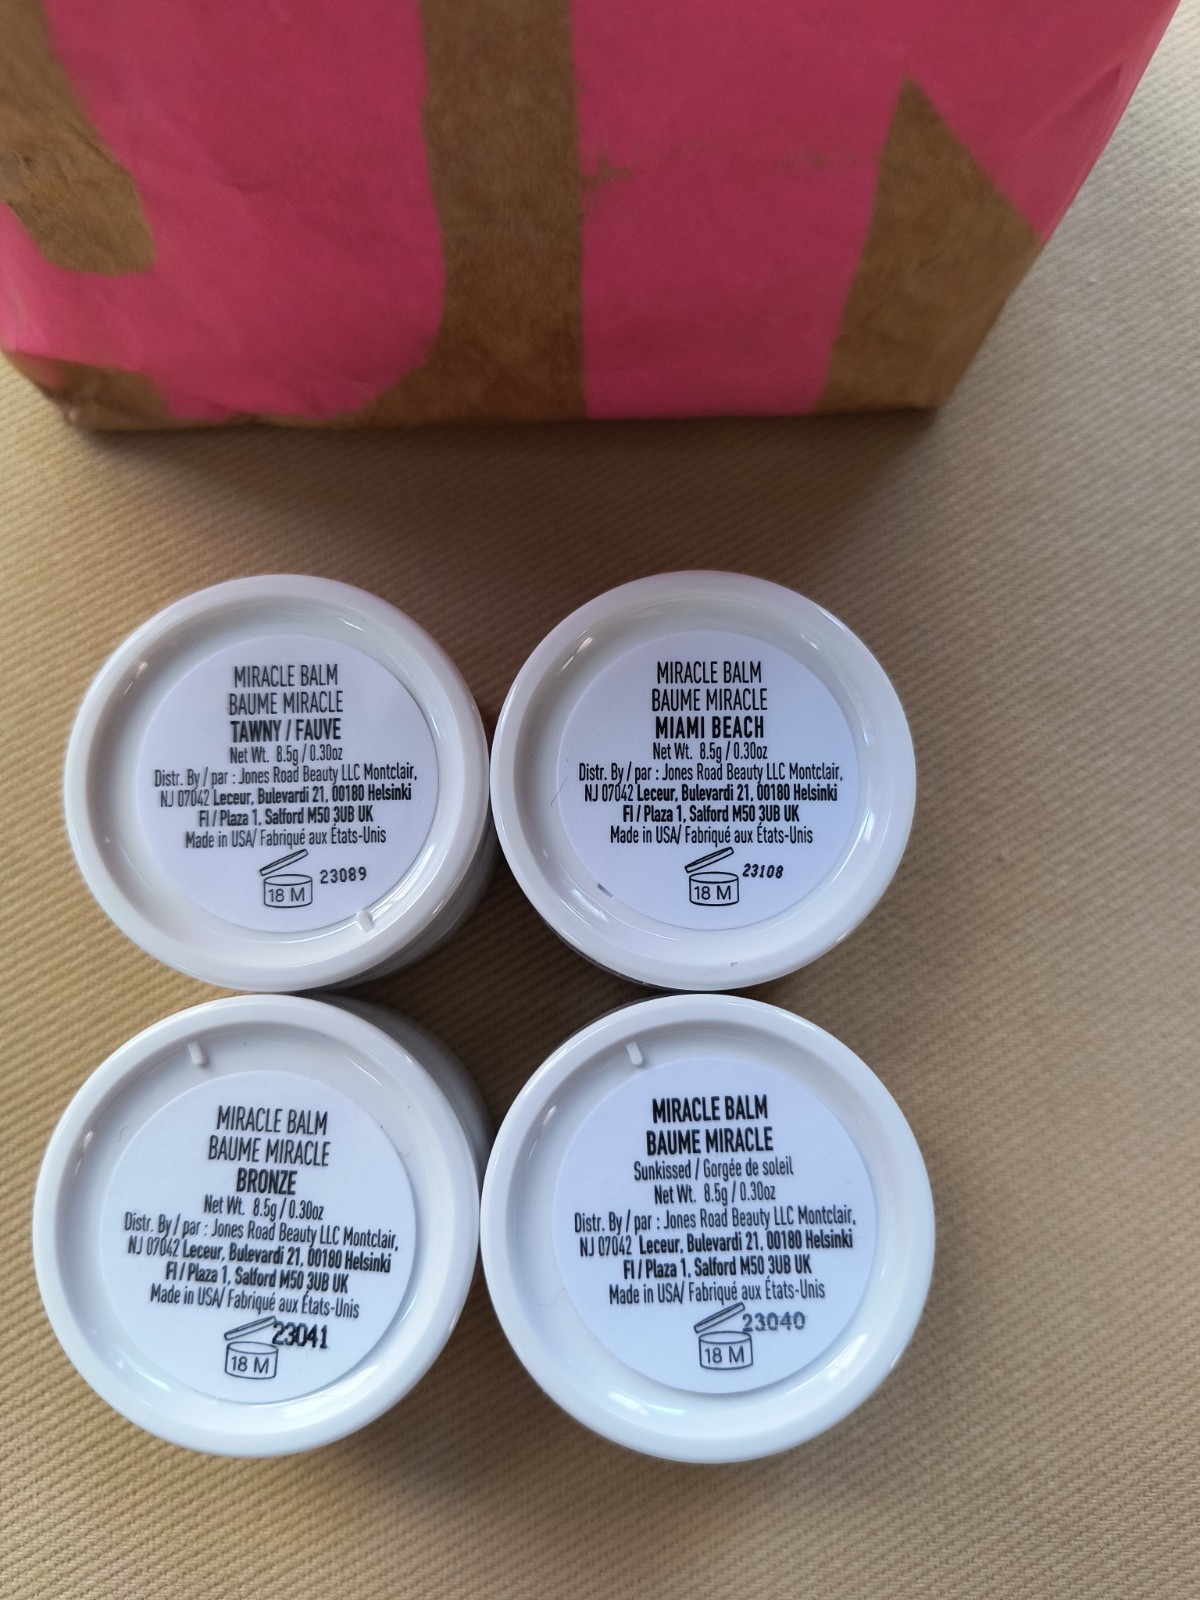 MIRACLE BALM
BAUME MIRACLE
TAWNY / FAUVE
Net Wt. 8.5g / 0.30oz
Distr. By / par : Jones Road Beauty LLC Montclair,
NJ 07042 Leceur, Bulevardi 21, 00180 Helsinki
FI / Plaza 1, Salford M50 3UB UK
Made in USA/ Fabriqué aux États-Unis
23089
18 M
MIRACLE BALM
BAUME MIRACLE
MIAMI BEACH
Net Wt. 8.5g / 0.30oz
Distr. By / par : Jones Road Beauty LLC Montclair,
NJ 07042 Leceur, Bulevardi 21, 00180 Helsinki
FI / Plaza 1, Salford M50 3UB UK
Made in USA/ Fabriqué aux États-Unis
23108
18 M
MIRACLE BALM
BAUME MIRACLE
BRONZE
Net Wt. 8.5g / 0.30oz
Distr. By / par : Jones Road Beauty LLC Montclair,
NJ 07042 Leceur, Bulevardi 21, 00180 Helsinki
FI / Plaza 1, Salford M50 3UB UK
Made in USA/ Fabriqué aux États-Unis
23041
18 M
MIRACLE BALM
BAUME MIRACLE
Sunkissed / Gorgée de soleil
Net Wt. 8.5g / 0.30oz
Distr. By / par : Jones Road Beauty LLC Montclair,
NJ 07042 Leceur, Bulevardi 21, 00180 Helsinki
FI / Plaza 1, Salford M50 3UB UK
Made in USA/ Fabriqué aux États-Unis
23040
18 M